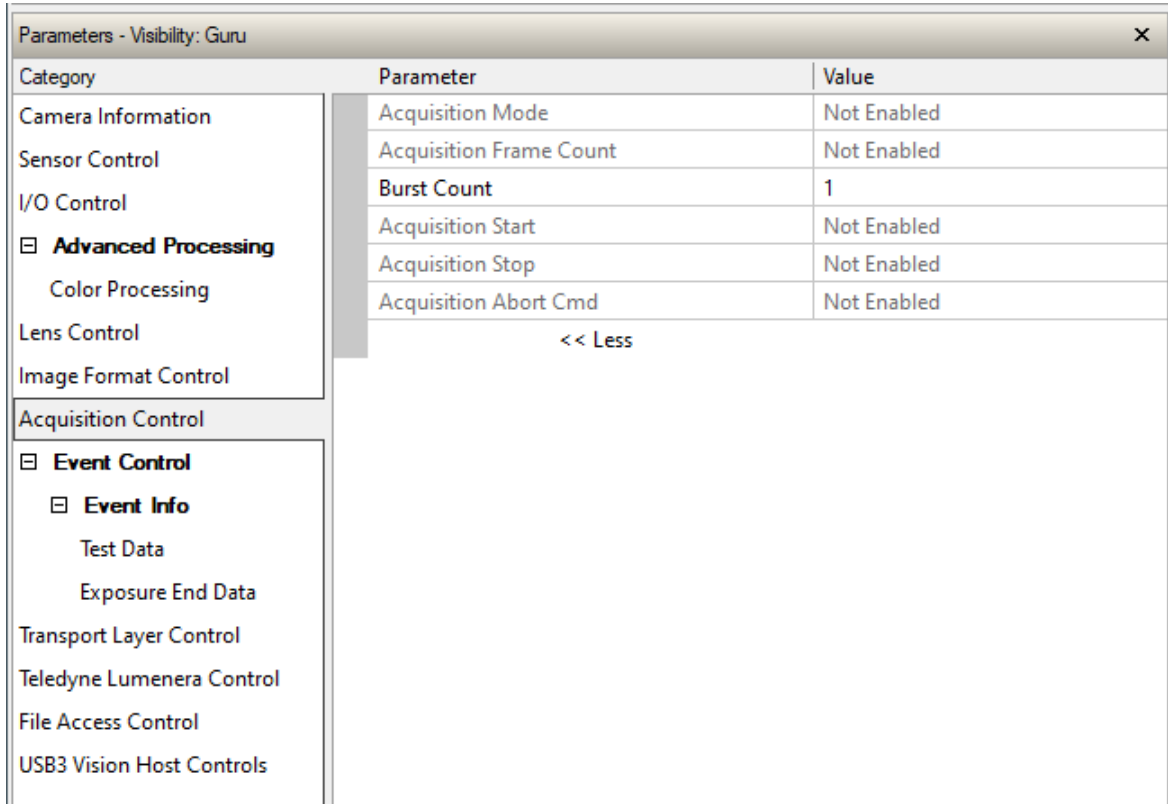 Parameters - Visibility: Guru
Category Parameter Value
Camera Information
Sensor Control
I/O Control
Advanced Processing
Color Processing
Lens Control
Image Format Control
Acquisition Control
Event Control
Event Info
Test Data
Exposure End Data
Transport Layer Control
Teledyne Lumenera Control
File Access Control
USB3 Vision Host Controls
Acquisition Mode Not Enabled
Acquisition Frame Count Not Enabled
Burst Count 1
Acquisition Start Not Enabled
Acquisition Stop Not Enabled
Acquisition Abort Cmd Not Enabled
<< Less